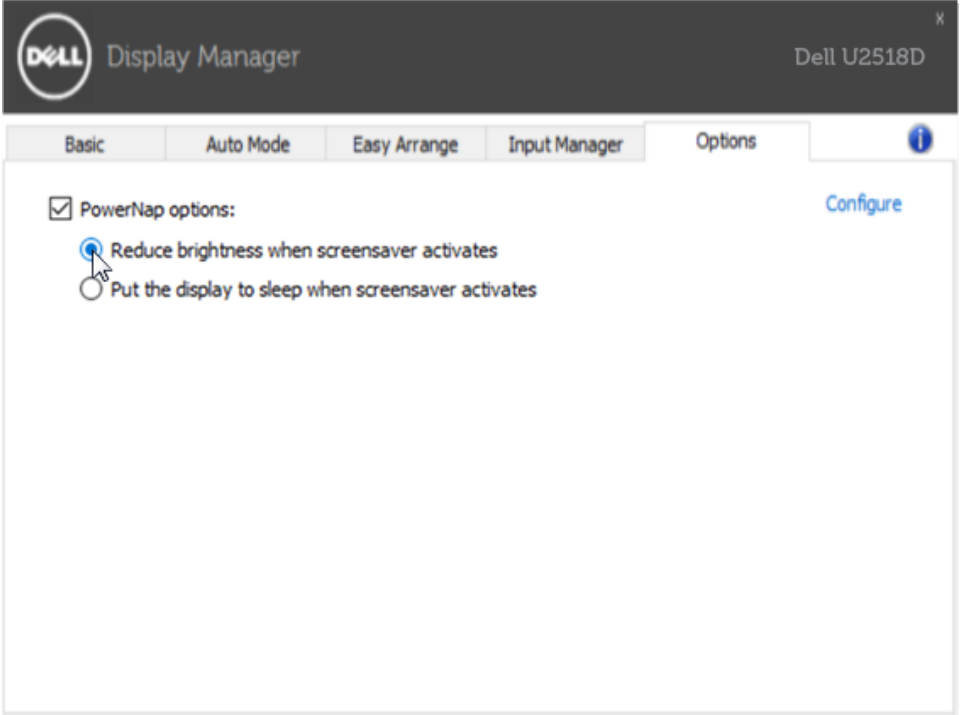 X
DELL Display Manager
Dell U2518D
Basic Auto Mode Easy Arrange Input Manager Options i
PowerNap options: Configure
Reduce brightness when screensaver activates
Put the display to sleep when screensaver activates